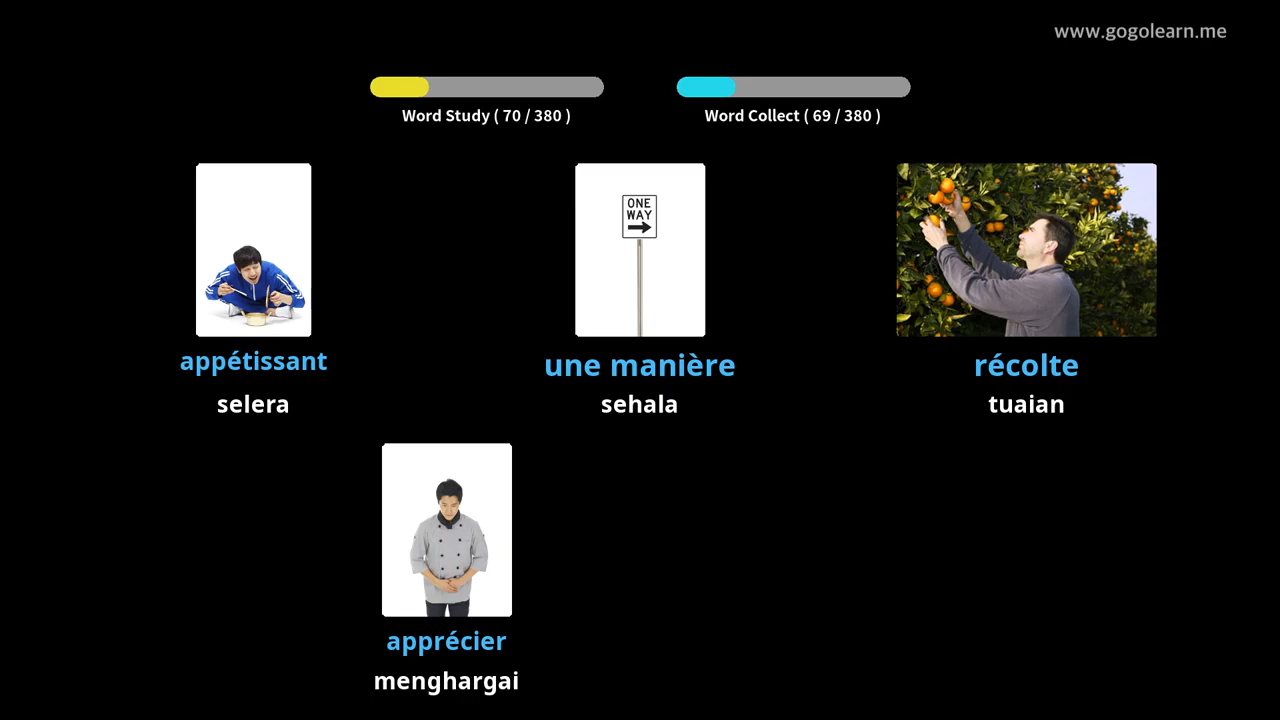 www.gogolearn.me
Word Study ( 70 / 380 )
Word Collect ( 69 / 380 )
ONE
WAY
appétissant
selera
une manière
sehala
récolte
tuaian
apprécier
menghargai